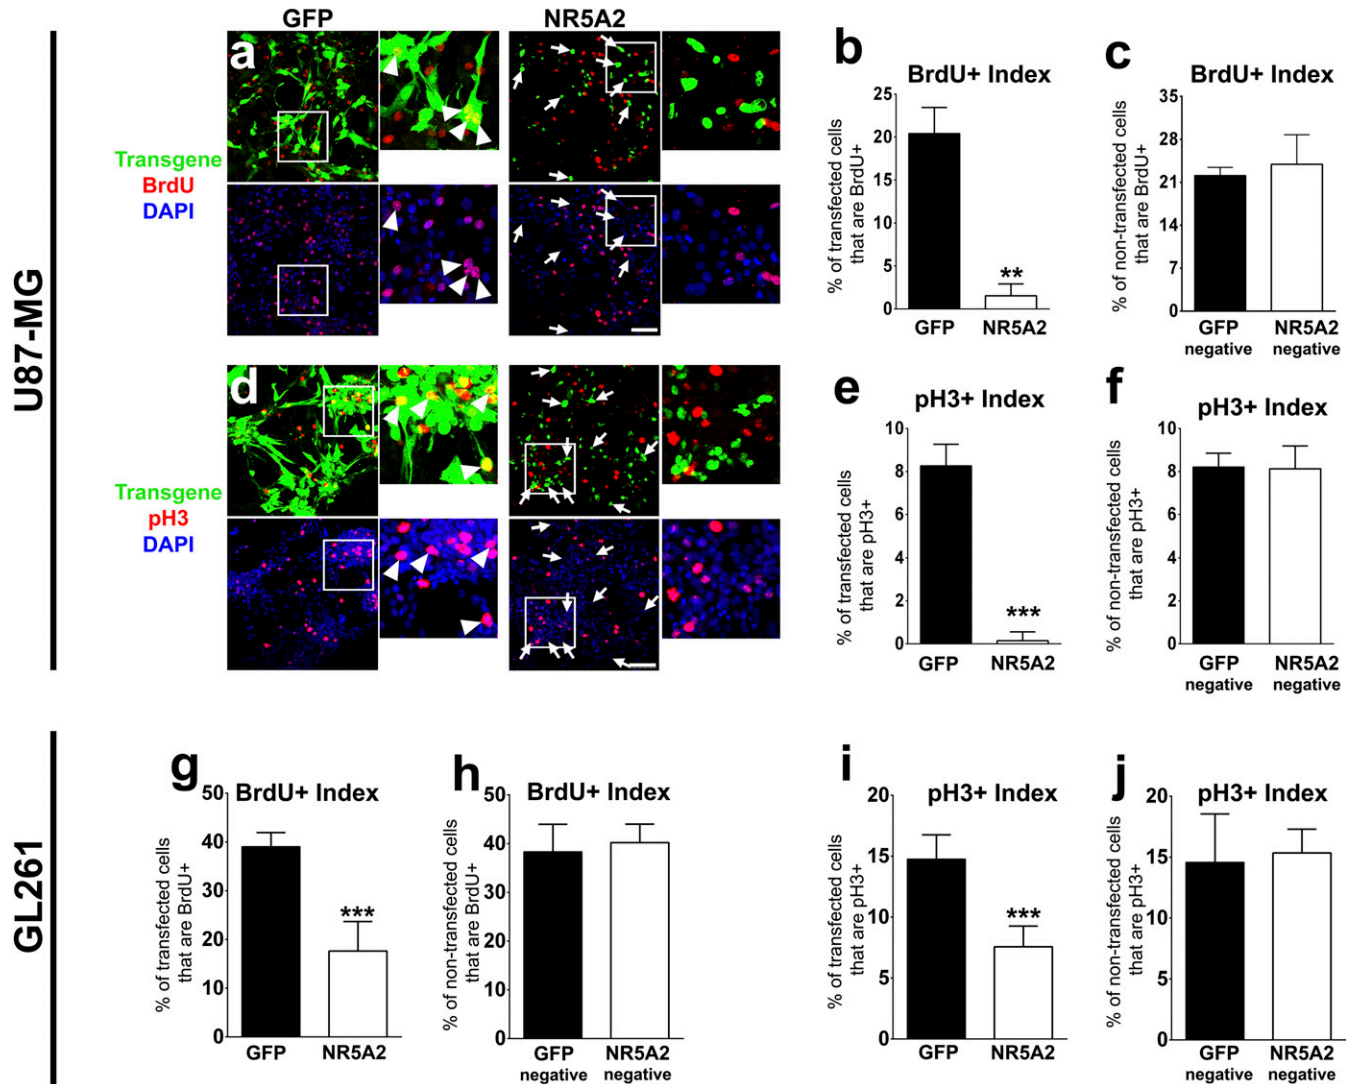 GFP
NR5A2
U87-MG
a
Transgene
BrdU
DAPI
b
BrdU+ Index
% of transfected cells
that are BrdU+
25
20
15
10
5
0
**
GFP
NR5A2
c
BrdU+ Index
% of non-transfected cells
that are BrdU+
35
28
21
14
7
0
GFP
negative
NR5A2
negative
d
Transgene
pH3
DAPI
e
pH3+ Index
% of transfected cells
that are pH3+
10
8
6
4
2
0
***
GFP
NR5A2
f
pH3+ Index
% of non-transfected cells
that are pH3+
10
8
6
4
2
0
GFP
negative
NR5A2
negative
GL261
g
BrdU+ Index
% of transfected cells
that are BrdU+
50
40
30
20
10
0
***
GFP
NR5A2
h
BrdU+ Index
% of non-transfected cells
that are BrdU+
50
40
30
20
10
0
GFP
negative
NR5A2
negative
i
pH3+ Index
% of transfected cells
that are pH3+
20
15
10
5
0
***
GFP
NR5A2
j
pH3+ Index
% of non-transfected cells
that are pH3+
20
15
10
5
0
GFP
negative
NR5A2
negative